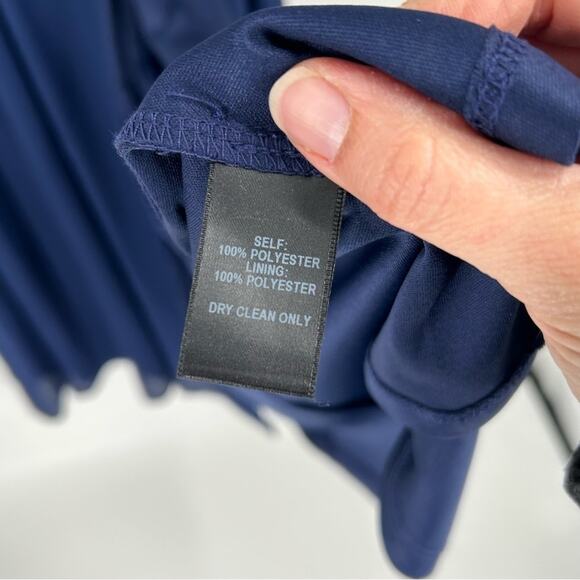 SELF:
100% POLYESTER
LINING:
100% POLYESTER
DRY CLEAN ONLY